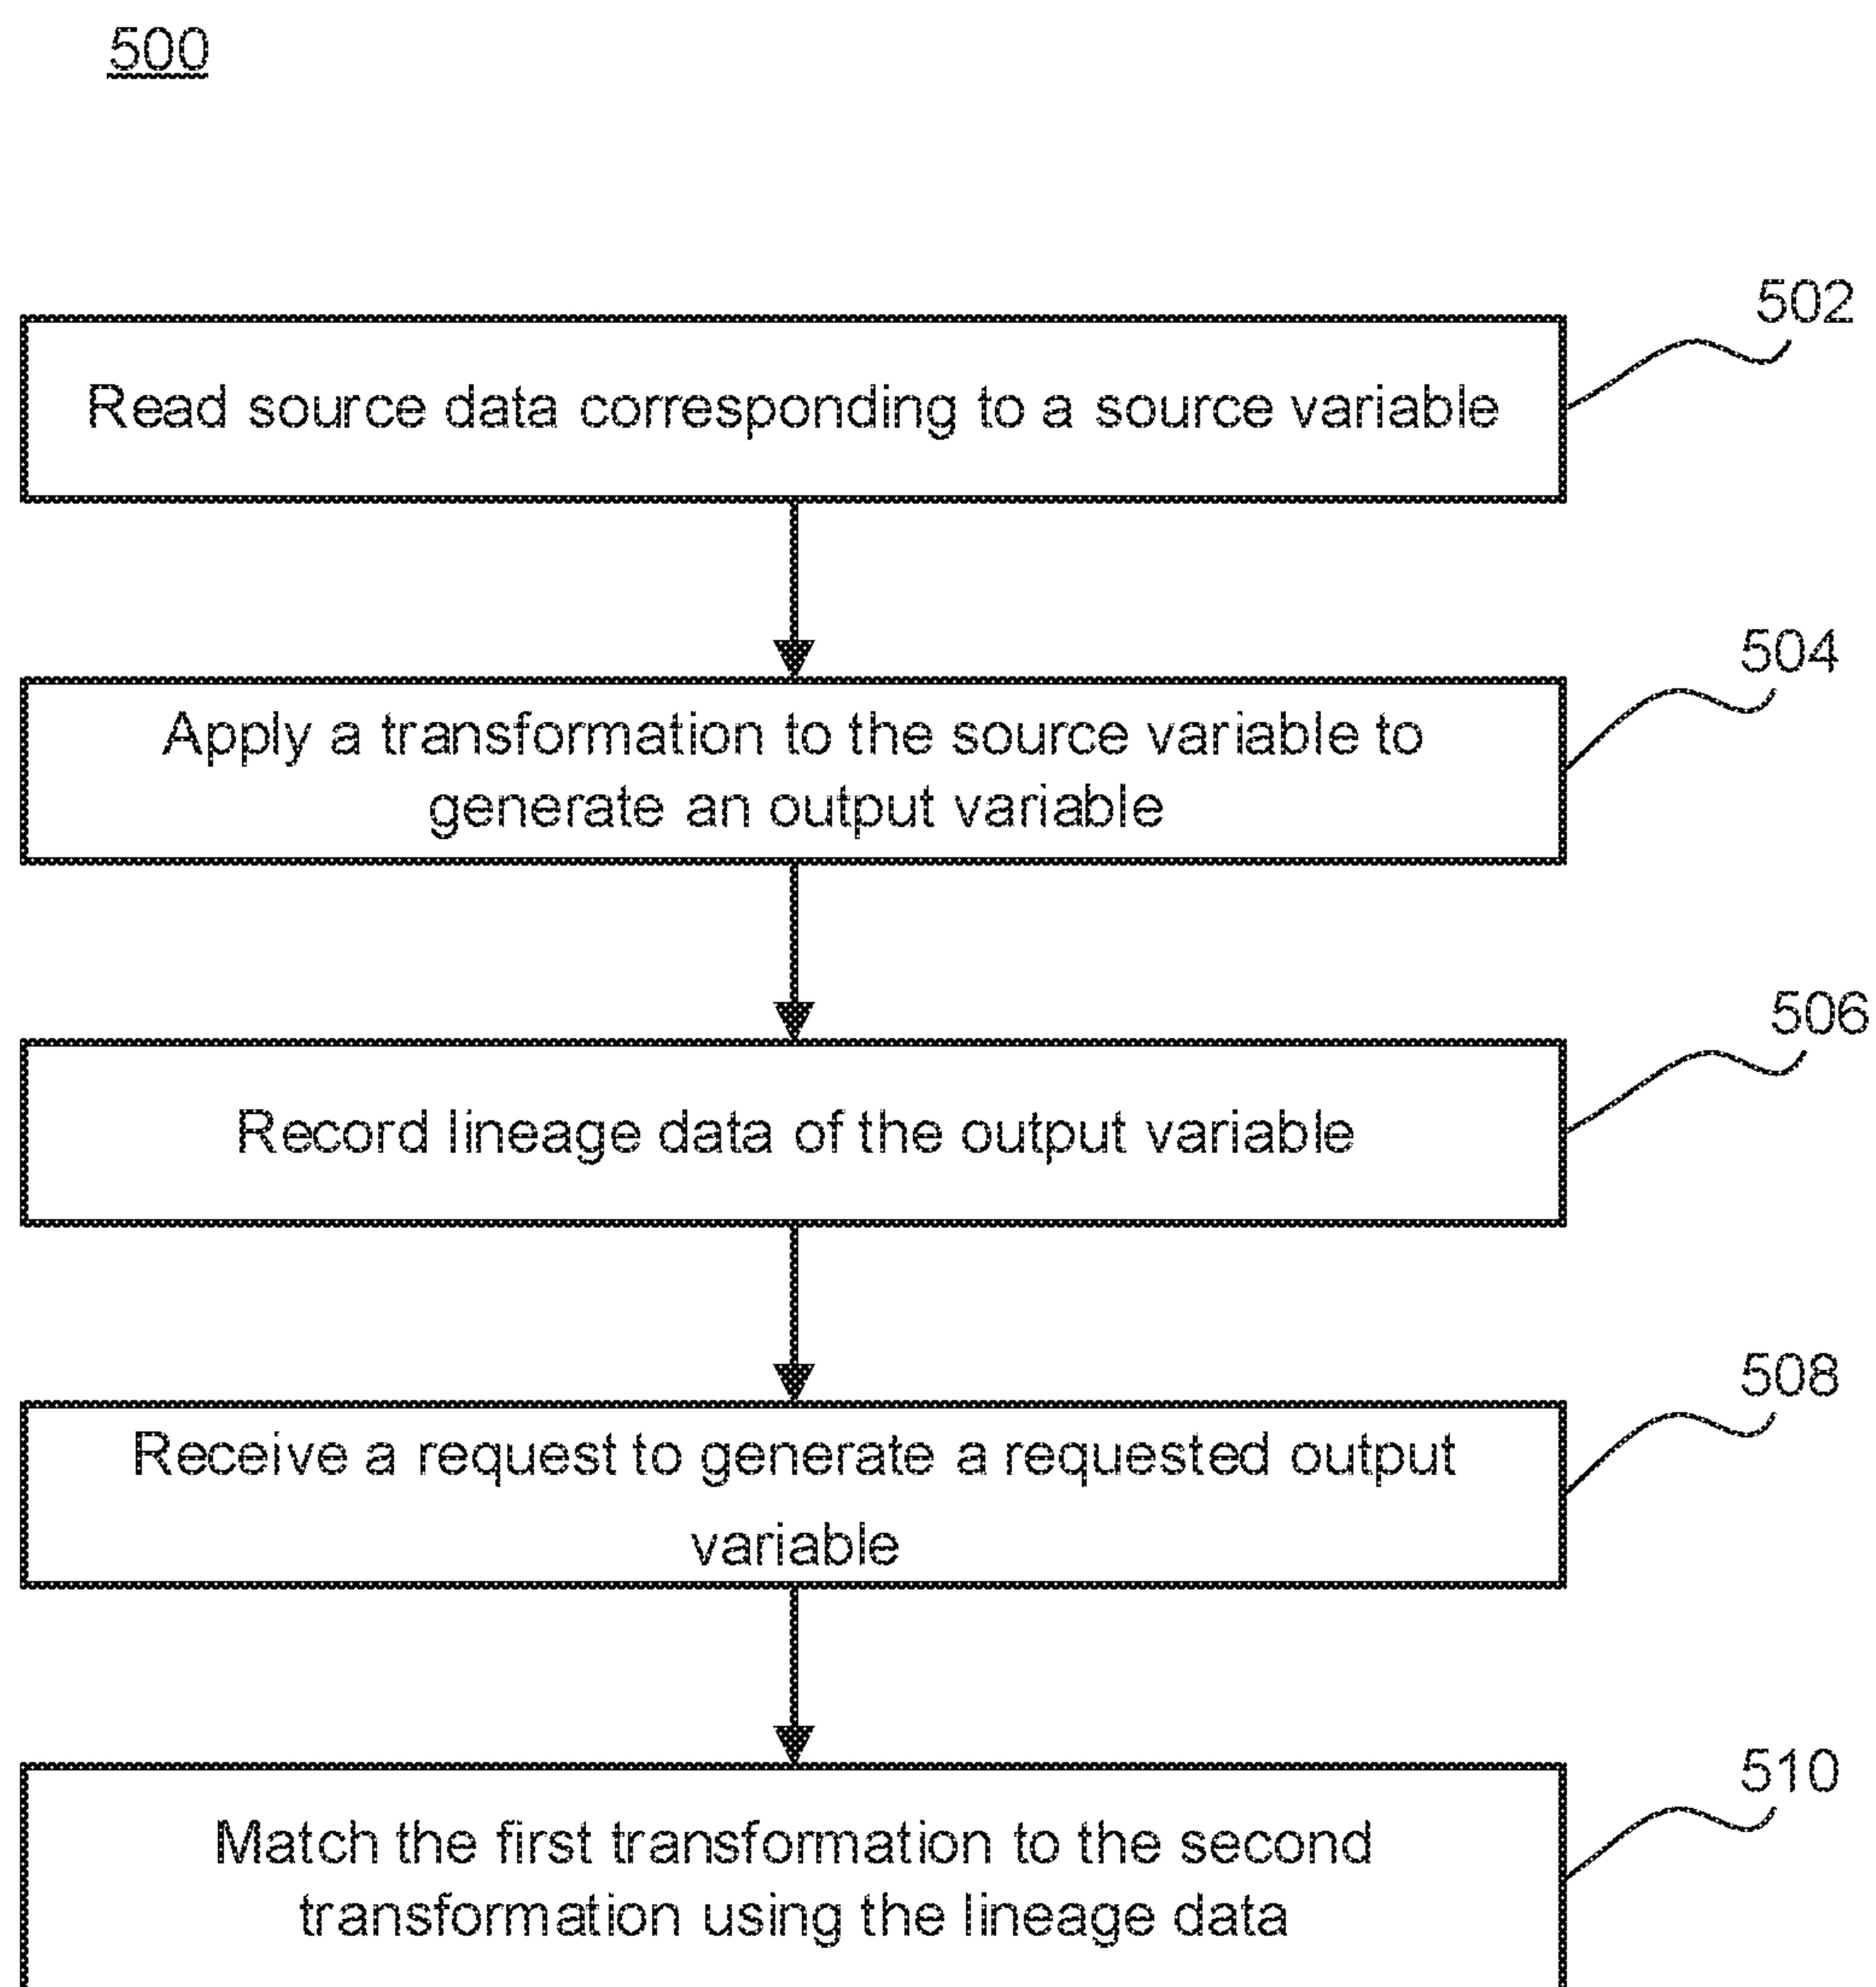 500
502
Read source data corresponding to a source variable
504
Apply a transformation to the source variable to
generate an output variable
506
Record lineage data of the output variable
508
Receive a request to generate a requested output
variable
510
Match the first transformation to the second
transformation using the lineage data